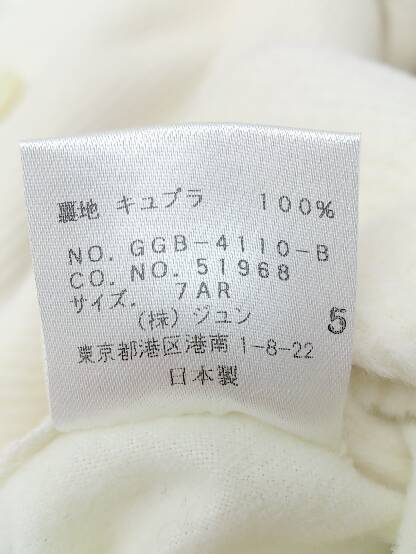 裏地 キュプラ 100%
NO. GGB-4110-B
CO. NO. 51968
サイズ. 7AR
(株) ジュン
5
東京都港区港南1-8-22
日本製